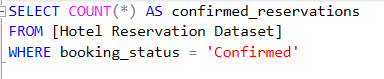 SELECT COUNT(*) AS confirmed_reservations
FROM [Hotel Reservation Dataset]
WHERE booking_status = 'Confirmed'